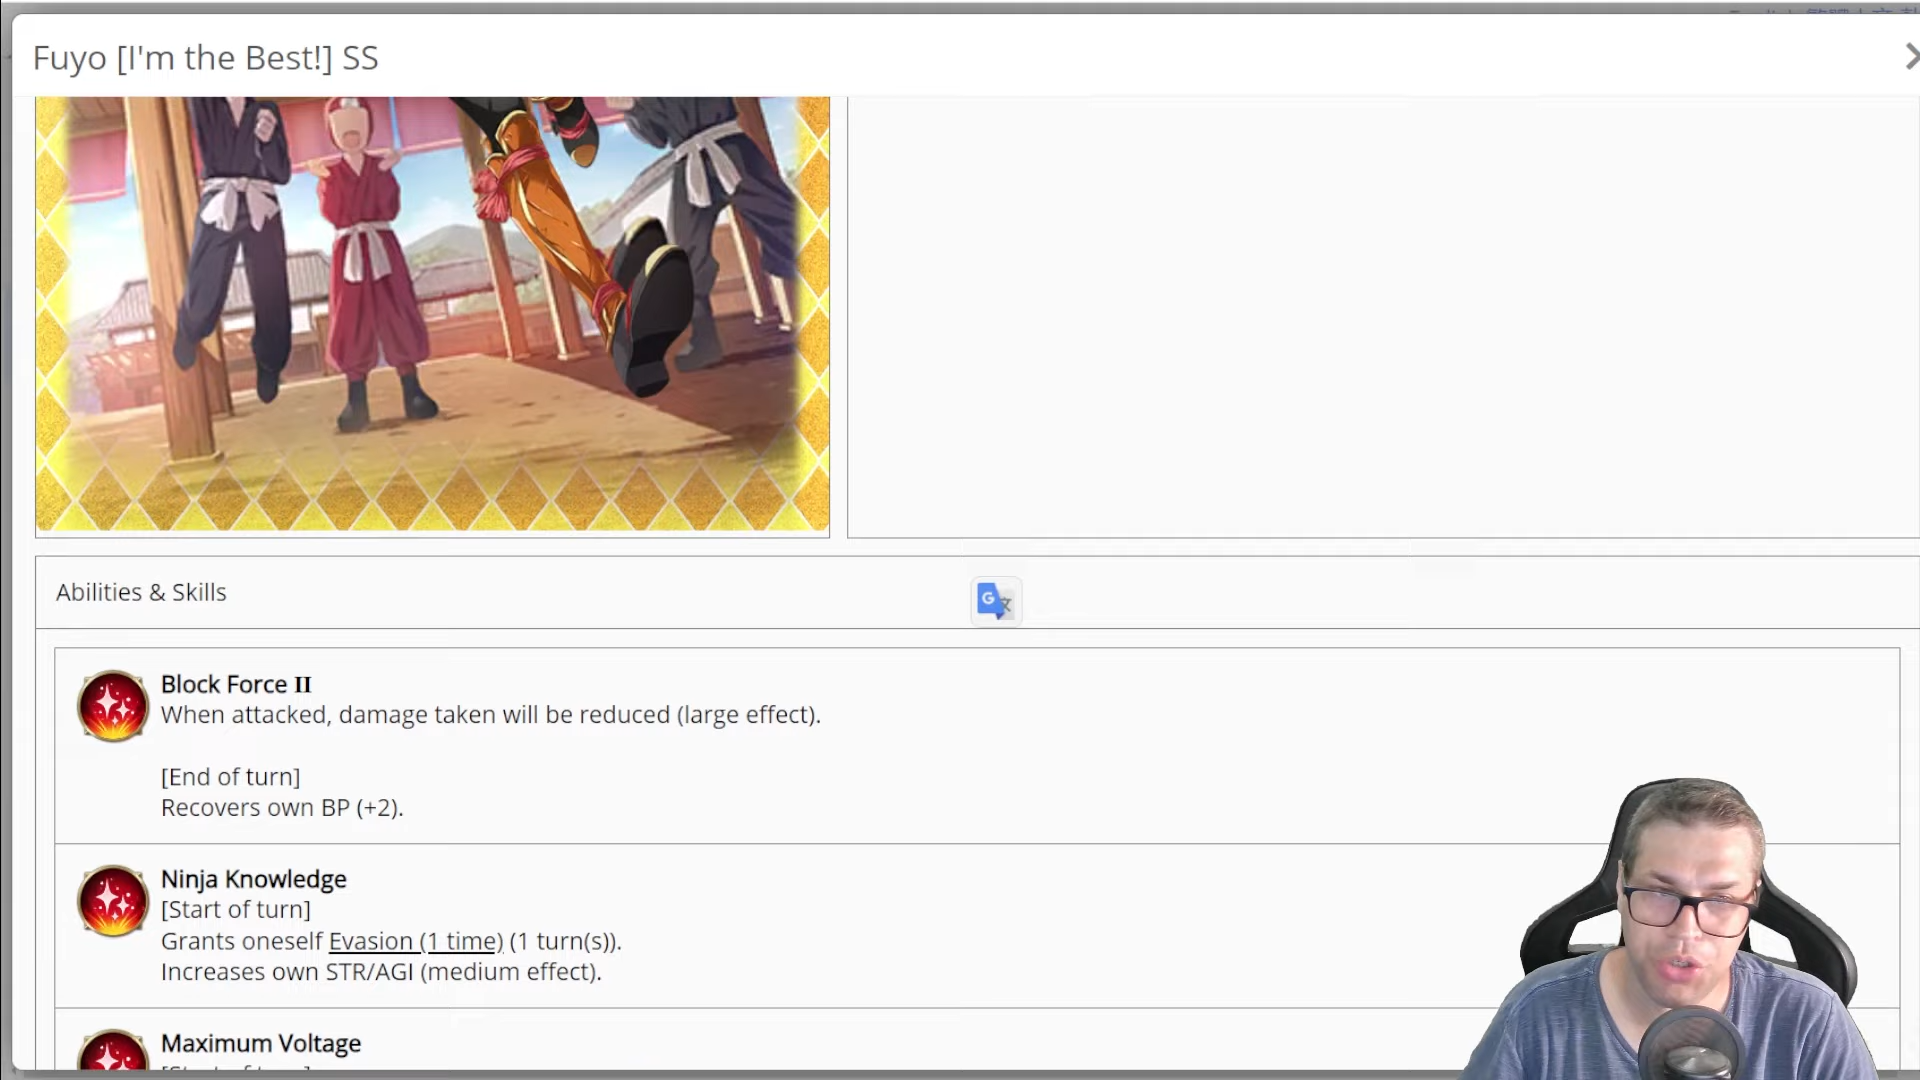 Fuyo [I'm the Best!] SS
Abilities & Skills
Block Force II
When attacked, damage taken will be reduced (large effect).
[End of turn]
Recovers own BP (+2).
Ninja Knowledge
[Start of turn]
Grants oneself Evasion (1 time) (1 turn(s)).
Increases own STR/AGI (medium effect).
Maximum Voltage